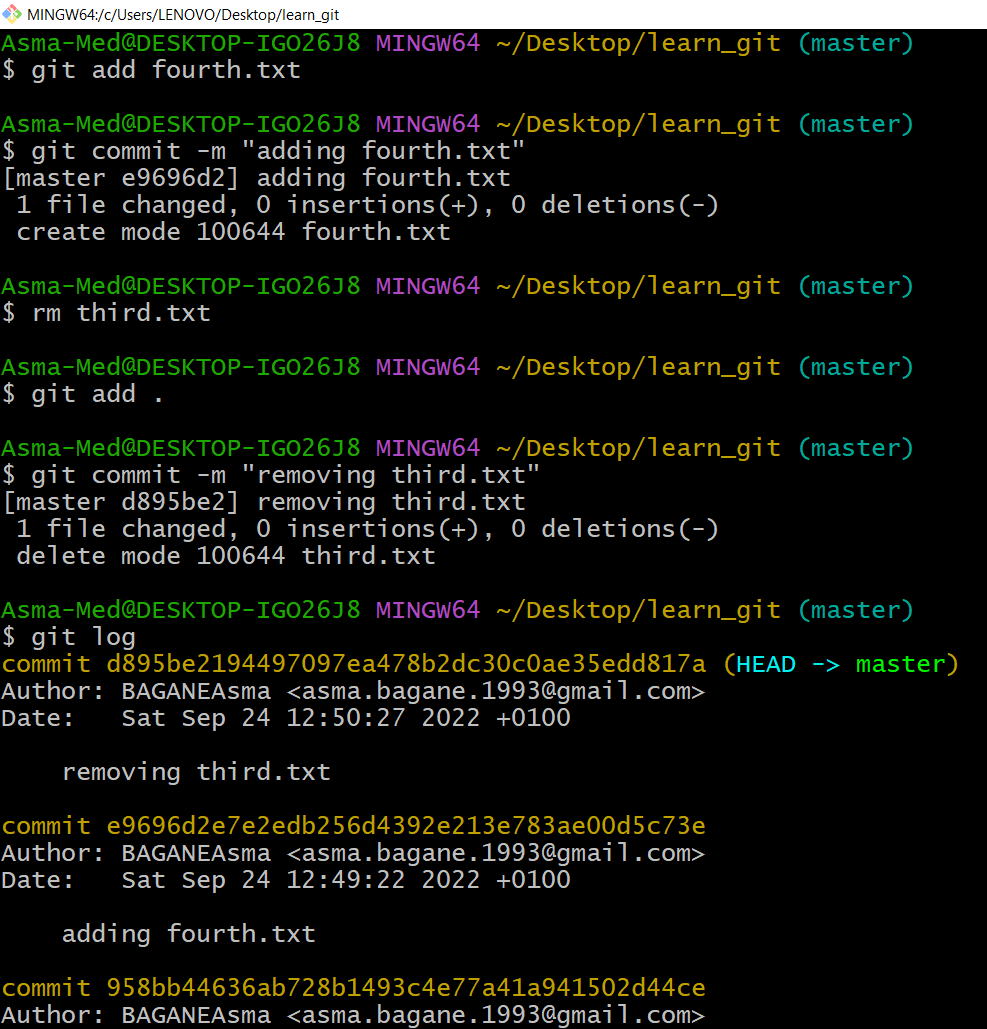 MINGW64:/c/Users/LENOVO/Desktop/learn_git
Asma-Med@DESKTOP-IGO26J8 MINGW64 ~/Desktop/learn_git (master)
$ git add fourth.txt
Asma-Med@DESKTOP-IGO26J8 MINGW64 ~/Desktop/learn_git (master)
$ git commit -m "adding fourth.txt"
[master e9696d2] adding fourth.txt
 1 file changed, 0 insertions(+), 0 deletions(-)
 create mode 100644 fourth.txt
Asma-Med@DESKTOP-IGO26J8 MINGW64 ~/Desktop/learn_git (master)
$ rm third.txt
Asma-Med@DESKTOP-IGO26J8 MINGW64 ~/Desktop/learn_git (master)
$ git add .
Asma-Med@DESKTOP-IGO26J8 MINGW64 ~/Desktop/learn_git (master)
$ git commit -m "removing third.txt"
[master d895be2] removing third.txt
 1 file changed, 0 insertions(+), 0 deletions(-)
 delete mode 100644 third.txt
Asma-Med@DESKTOP-IGO26J8 MINGW64 ~/Desktop/learn_git (master)
$ git log
commit d895be2194497097ea478b2dc30c0ae35edd817a (HEAD -> master)
Author: BAGANEAsma <asma.bagane.1993@gmail.com>
Date:   Sat Sep 24 12:50:27 2022 +0100
    removing third.txt
commit e9696d2e7e2edb256d4392e213e783ae00d5c73e
Author: BAGANEAsma <asma.bagane.1993@gmail.com>
Date:   Sat Sep 24 12:49:22 2022 +0100
    adding fourth.txt
commit 958bb44636ab728b1493c4e77a41a941502d44ce
Author: BAGANEAsma <asma.bagane.1993@gmail.com>